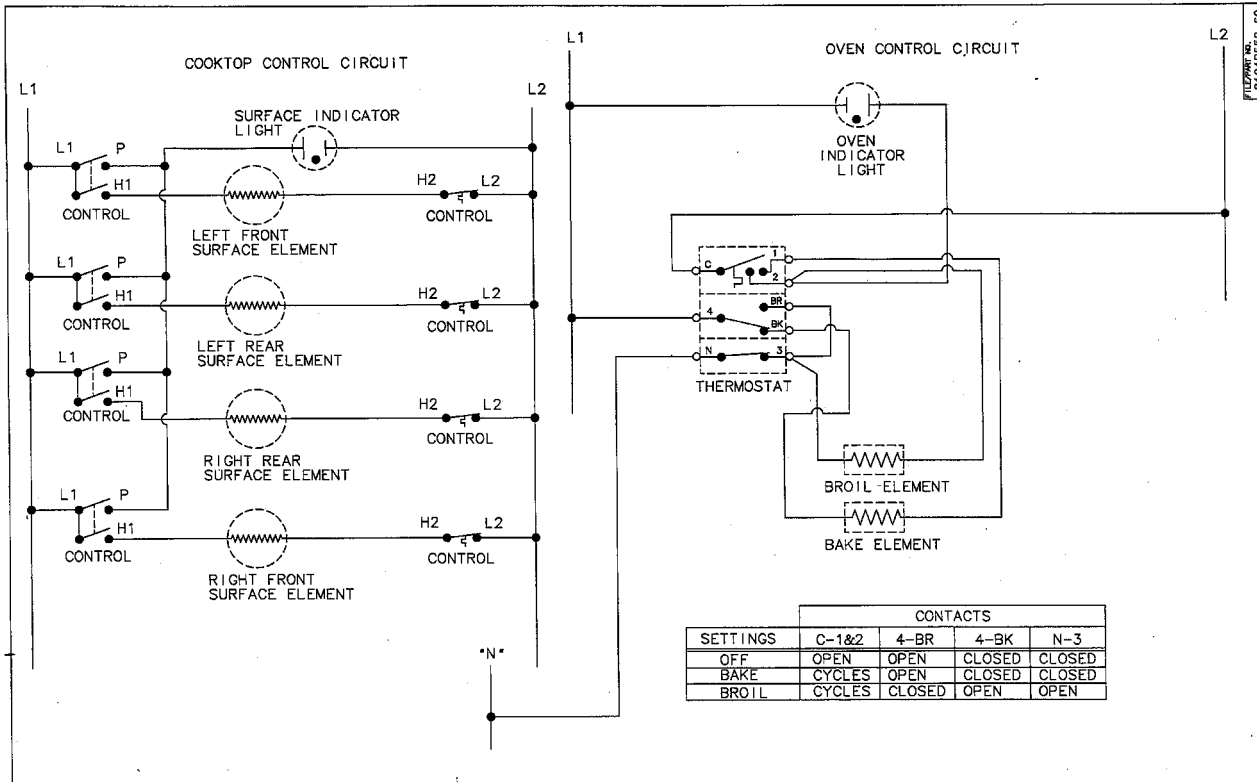 COOKTOP CONTROL CIRCUIT
L1
L2
SURFACE INDICATOR
LIGHT
L1 P
H1
CONTROL
H2 L2
CONTROL
LEFT FRONT
SURFACE ELEMENT
L1 P
H1
CONTROL
H2 L2
CONTROL
LEFT REAR
SURFACE ELEMENT
L1 P
H1
CONTROL
H2 L2
CONTROL
RIGHT REAR
SURFACE ELEMENT
L1 P
H1
CONTROL
H2 L2
CONTROL
RIGHT FRONT
SURFACE ELEMENT
"N"
L1
OVEN CONTROL CIRCUIT
L2
FILE/PART NO.
OVEN
INDICATOR
LIGHT
C
1
2
BR
4
BK
N
3
THERMOSTAT
BROIL ELEMENT
BAKE ELEMENT
CONTACTS
SETTINGS C-1&2 4-BR 4-BK N-3
OFF OPEN OPEN CLOSED CLOSED
BAKE CYCLES OPEN CLOSED CLOSED
BROIL CYCLES CLOSED OPEN OPEN